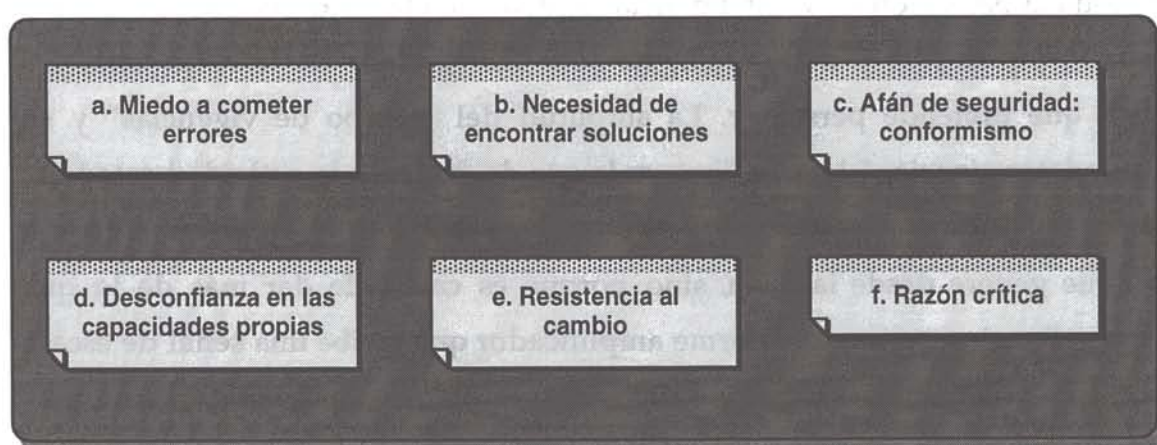 a. Miedo a cometer
errores
b. Necesidad de
encontrar soluciones
c. Afán de seguridad:
conformismo
d. Desconfianza en las
capacidades propias
e. Resistencia al
cambio
f. Razón crítica